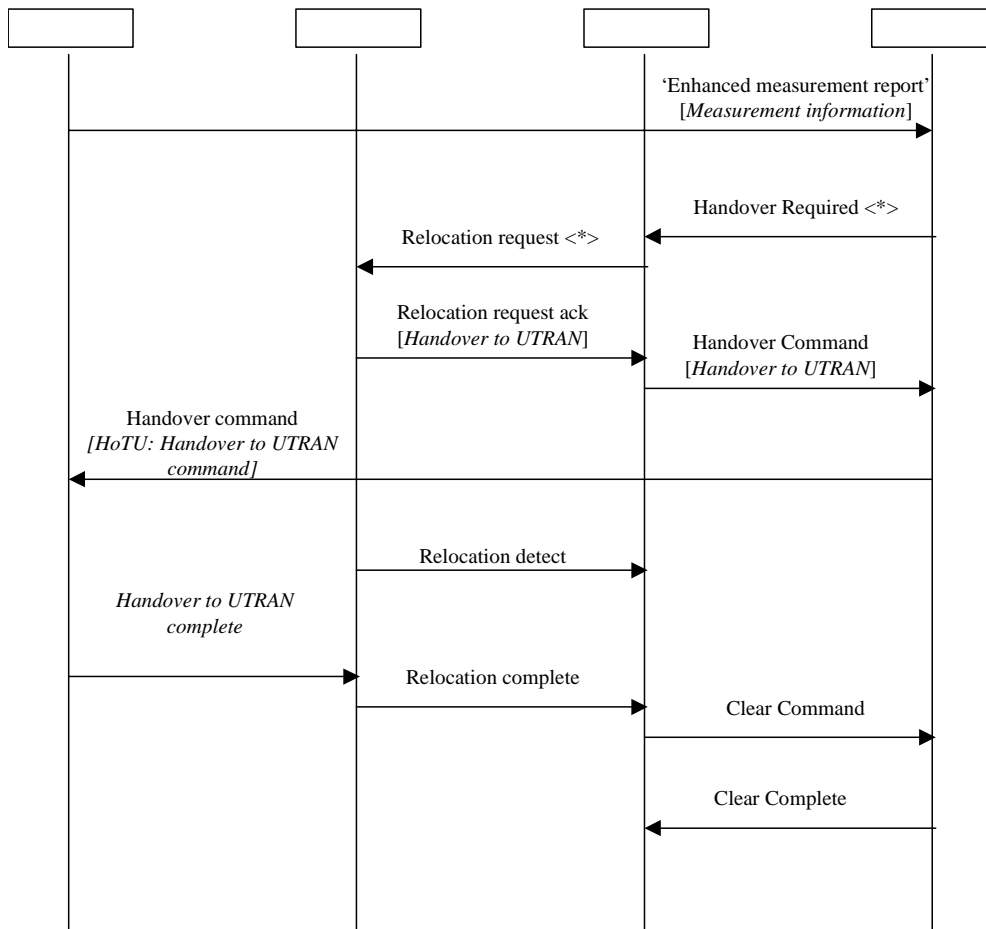 ‘Enhanced measurement report’
[Measurement information]
Handover Required <*>
Relocation request <*>
Relocation request ack
[Handover to UTRAN]
Handover Command
[Handover to UTRAN]
Handover command
[HoTU: Handover to UTRAN
command]
Relocation detect
Handover to UTRAN
complete
Relocation complete
Clear Command
Clear Complete